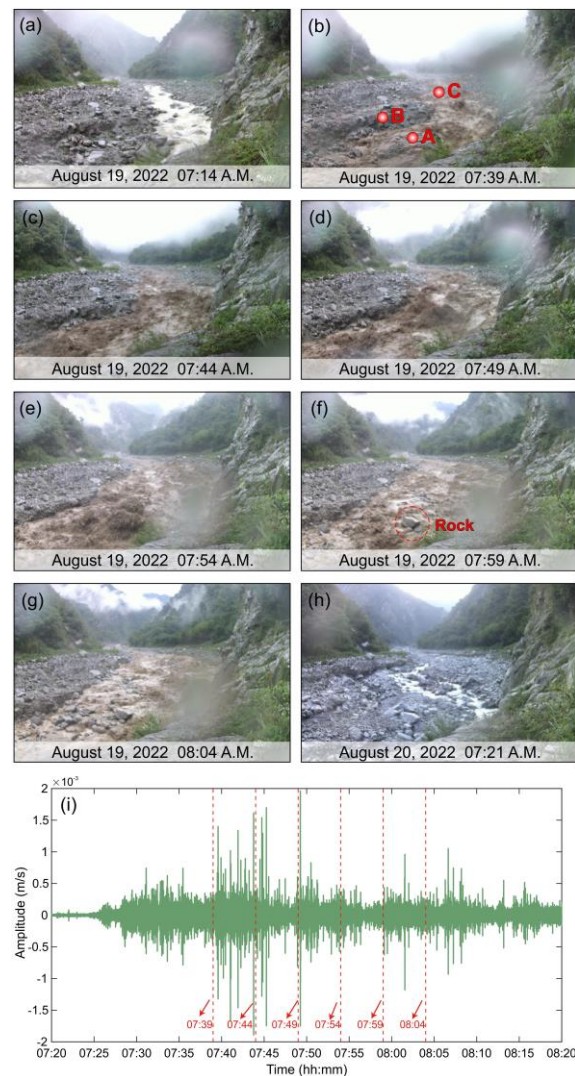 (a)
August 19, 2022 07:14 A.M.
(b)
C
B
A
August 19, 2022 07:39 A.M.
(c)
August 19, 2022 07:44 A.M.
(d)
August 19, 2022 07:49 A.M.
(e)
August 19, 2022 07:54 A.M.
(f)
Rock
August 19, 2022 07:59 A.M.
(g)
August 19, 2022 08:04 A.M.
(h)
August 20, 2022 07:21 A.M.
×10⁻³
(i)
2
1.5
1
0.5
0
-0.5
-1
-1.5
-2
Amplitude (m/s)
07:39 07:44 07:49 07:54 07:59 08:04
07:20 07:25 07:30 07:35 07:40 07:45 07:50 07:55 08:00 08:05 08:10 08:15 08:20
Time (hh:mm)